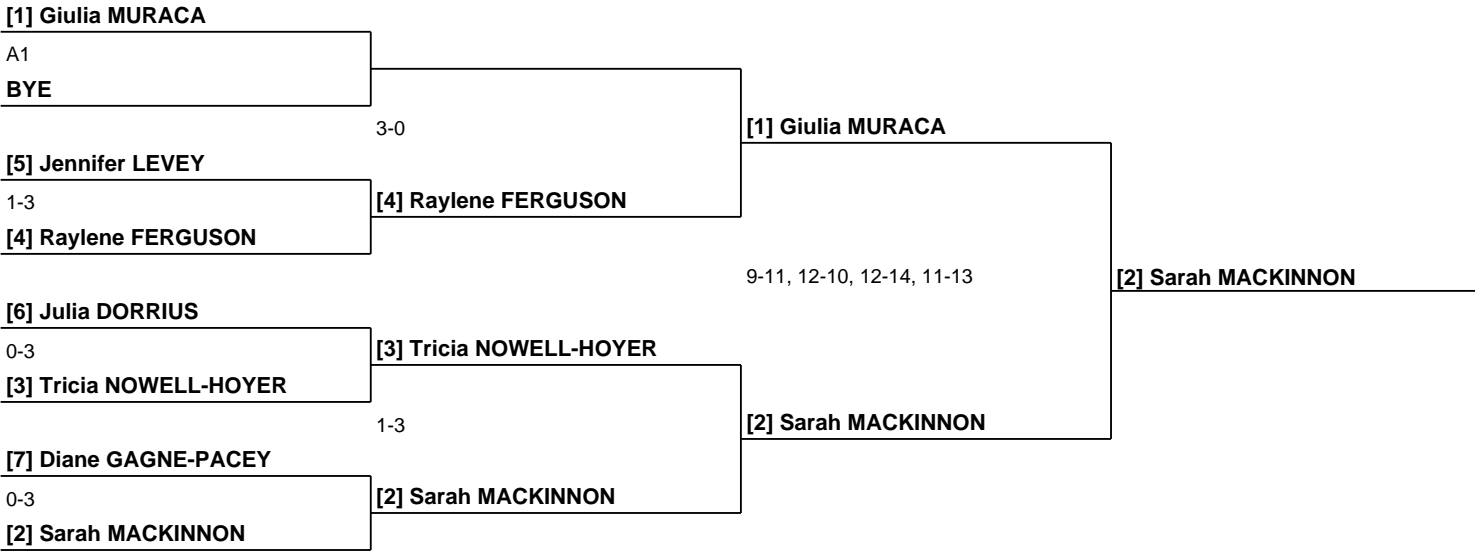 [1] Giulia MURACA
A1
BYE
3-0
[1] Giulia MURACA
[5] Jennifer LEVEY
1-3
[4] Raylene FERGUSON
[4] Raylene FERGUSON
9-11, 12-10, 12-14, 11-13
[2] Sarah MACKINNON
[6] Julia DORRIUS
0-3
[3] Tricia NOWELL-HOYER
[3] Tricia NOWELL-HOYER
1-3
[2] Sarah MACKINNON
[7] Diane GAGNE-PACEY
0-3
[2] Sarah MACKINNON
[2] Sarah MACKINNON